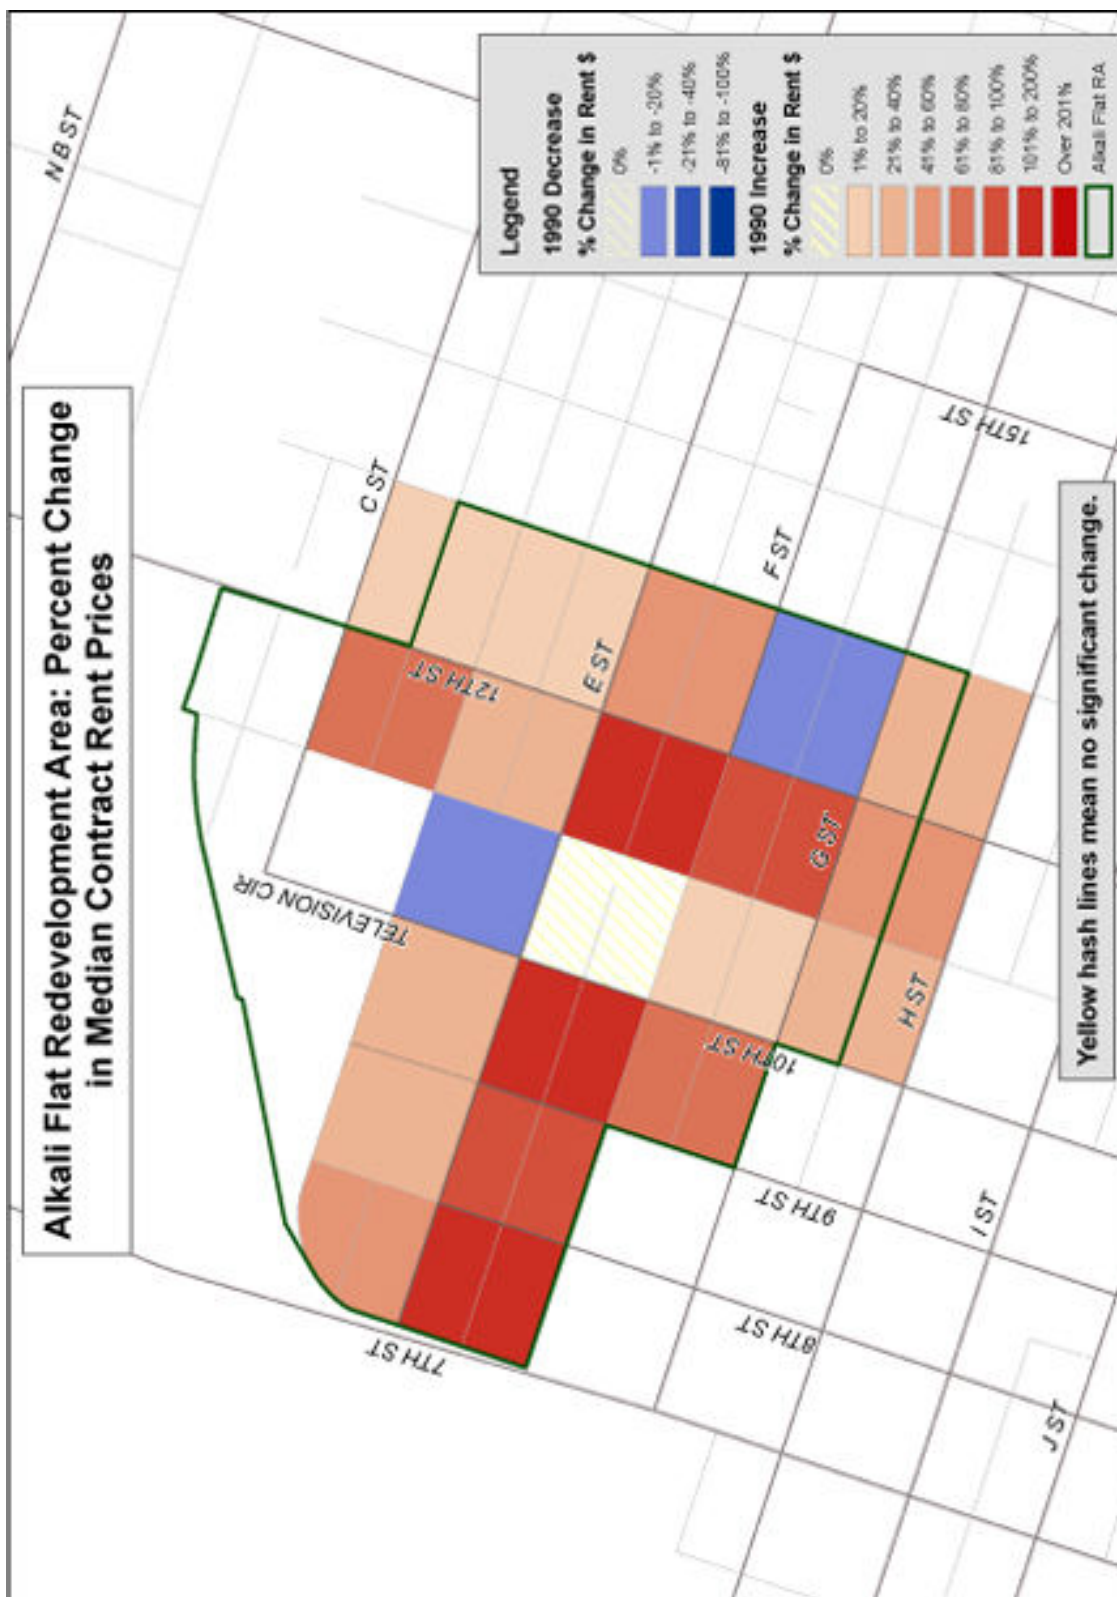 Alkali Flat Redevelopment Area: Percent Change
in Median Contract Rent Prices
N B ST
C ST
12TH ST
TELEVISION CIR
E ST
F ST
15TH ST
G ST
10TH ST
H ST
9TH ST
7TH ST
8TH ST
I ST
J ST
Legend
1990 Decrease
% Change in Rent $
0%
-1% to -20%
-21% to -40%
-81% to -100%
1990 Increase
% Change in Rent $
0%
1% to 20%
21% to 40%
41% to 60%
61% to 80%
81% to 100%
101% to 200%
Over 201%
Alkali Flat RA
Yellow hash lines mean no significant change.